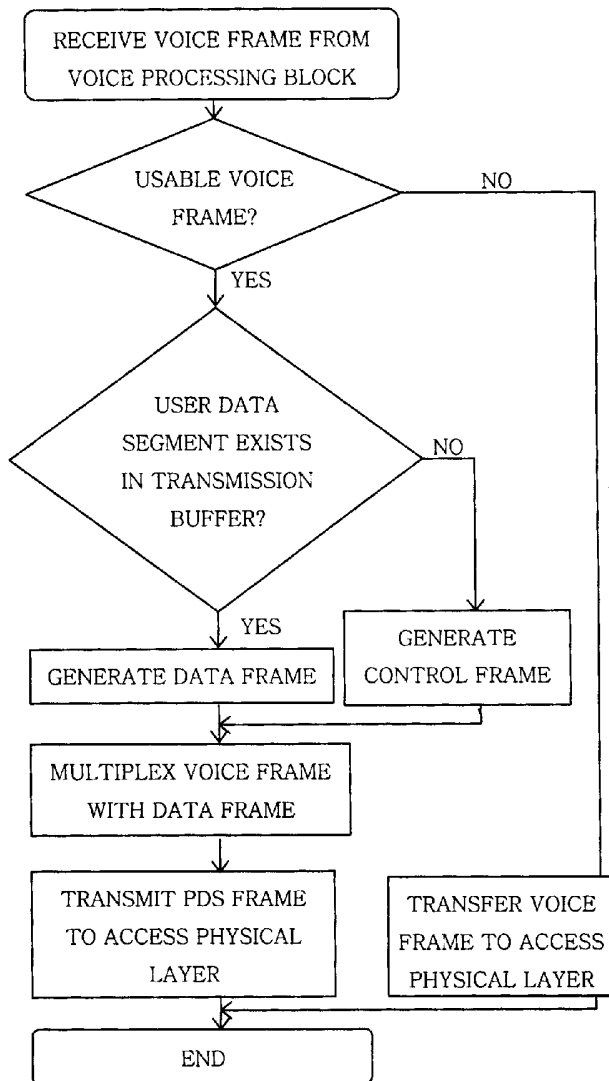 RECEIVE VOICE FRAME FROM
VOICE PROCESSING BLOCK
USABLE VOICE
FRAME?
NO
YES
USER DATA
SEGMENT EXISTS
IN TRANSMISSION
BUFFER?
NO
YES
GENERATE DATA FRAME
GENERATE
CONTROL FRAME
MULTIPLEX VOICE FRAME
WITH DATA FRAME
TRANSMIT PDS FRAME
TO ACCESS PHYSICAL
LAYER
TRANSFER VOICE
FRAME TO ACCESS
PHYSICAL LAYER
END